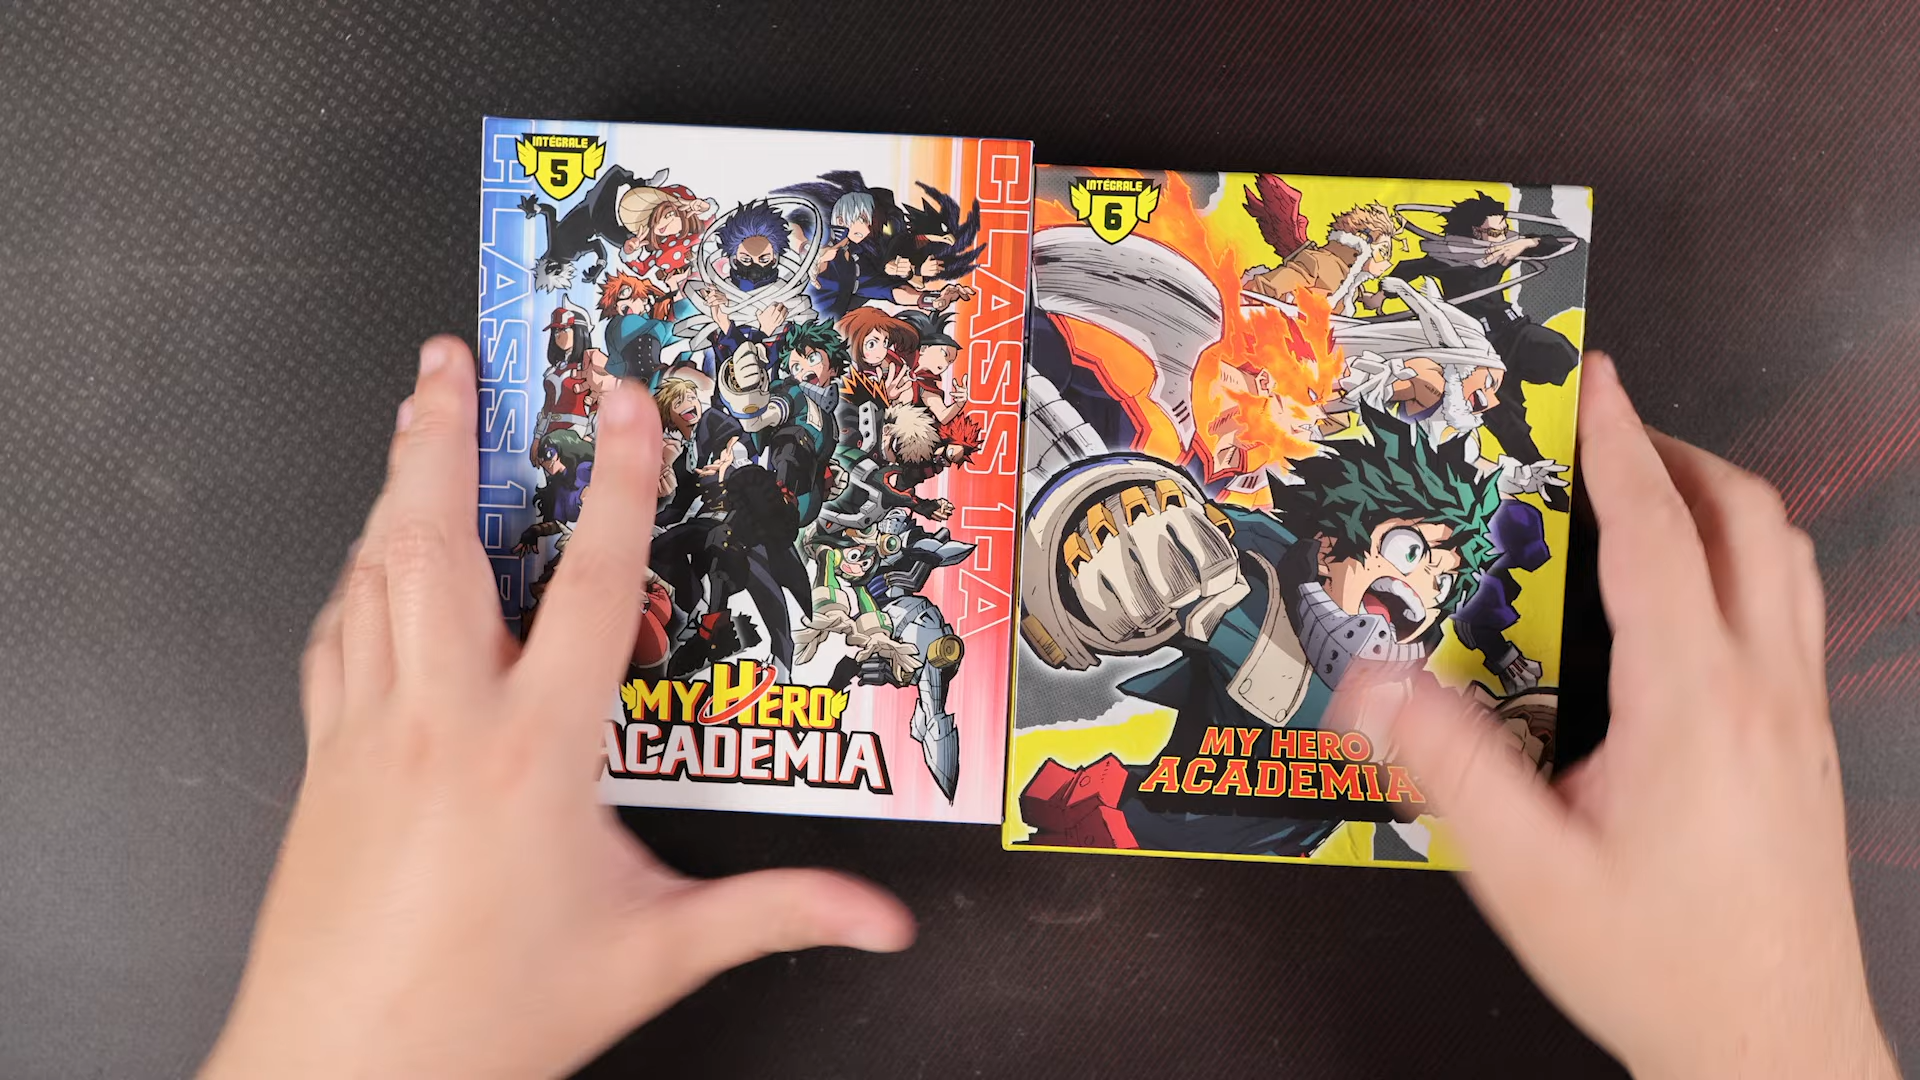 INTÉGRALE
5
CLASS 1-B
CLASS 1-A
MY HERO
ACADEMIA
INTÉGRALE
6
MY HERO
ACADEMIA